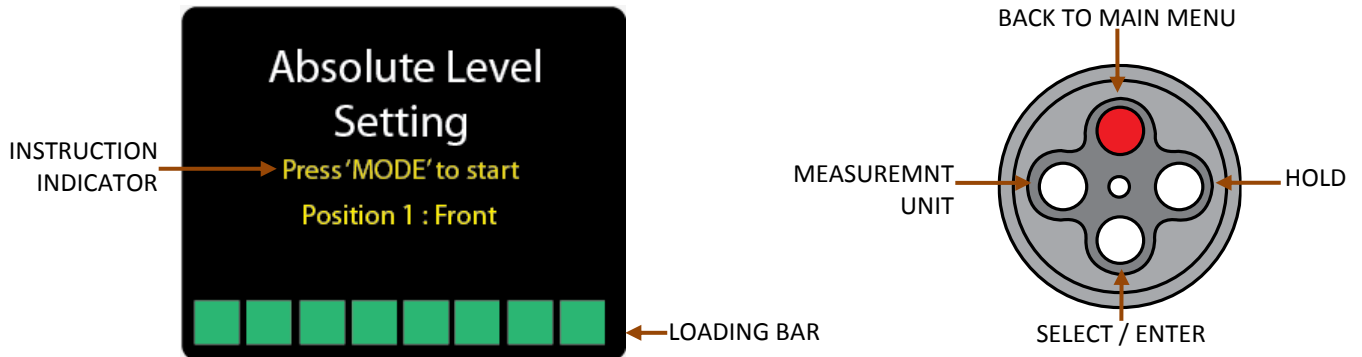 Absolute Level
Setting
Press 'MODE' to start
Position 1 : Front
INSTRUCTION
INDICATOR
LOADING BAR
BACK TO MAIN MENU
MEASUREMNT
UNIT
HOLD
SELECT / ENTER